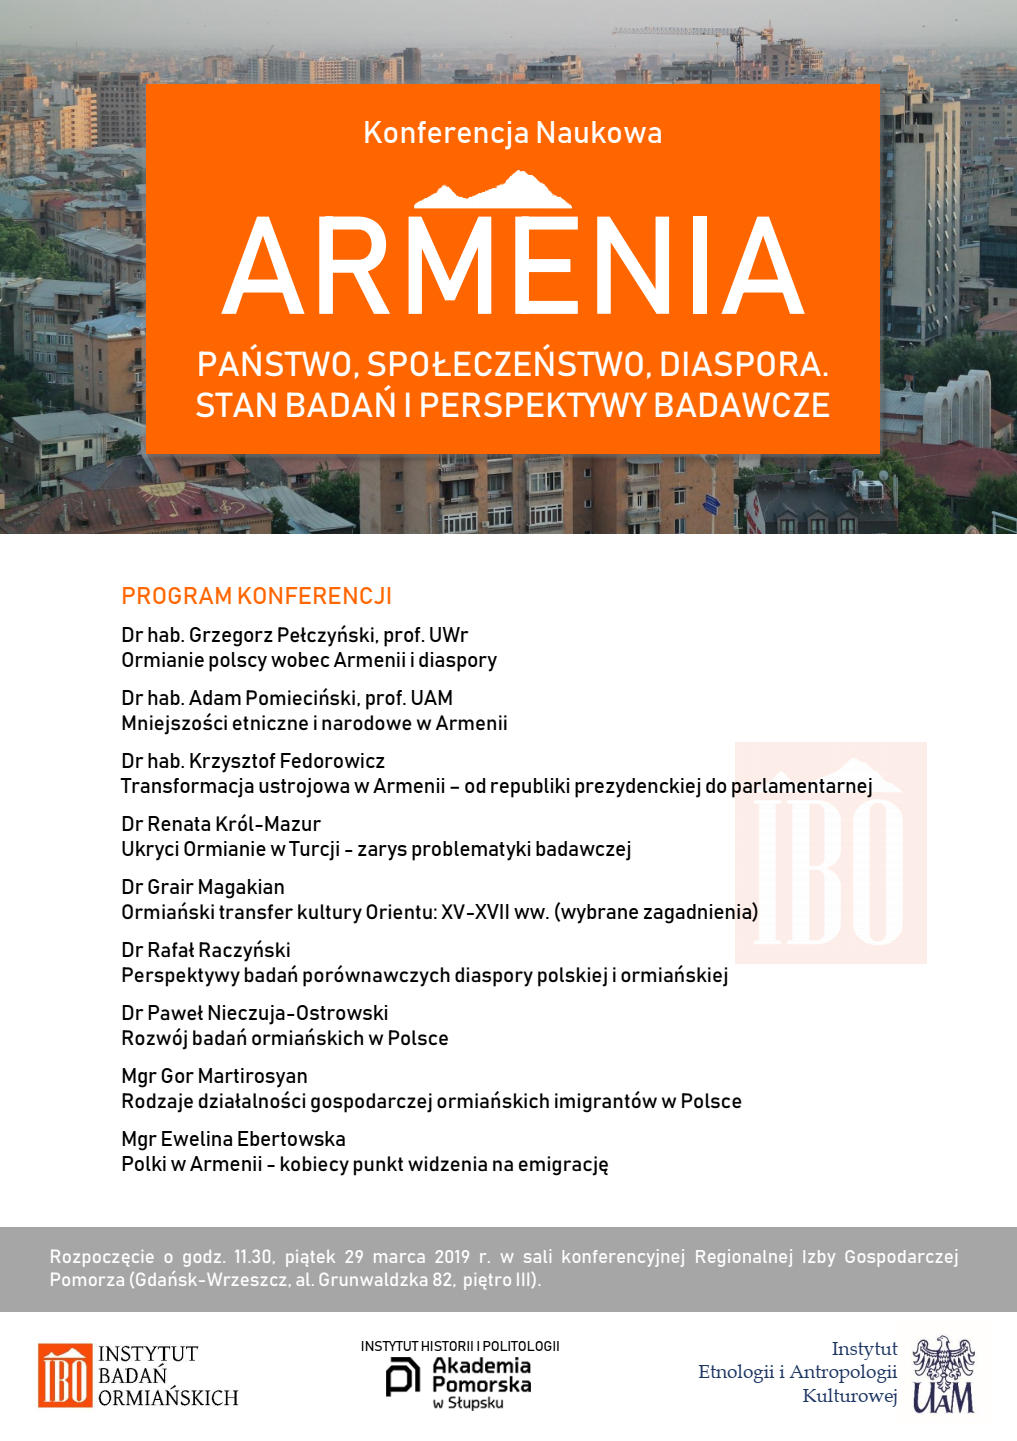 Konferencja Naukowa
ARMENIA
PAŃSTWO, SPOŁECZEŃSTWO, DIASPORA.
STAN BADAŃ I PERSPEKTYWY BADAWCZE
PROGRAM KONFERENCJI
Dr hab. Grzegorz Pełczyński, prof. UWr
Ormianie polscy wobec Armenii i diaspory
Dr hab. Adam Pomieciński, prof. UAM
Mniejszości etniczne i narodowe w Armenii
Dr hab. Krzysztof Fedorowicz
Transformacja ustrojowa w Armenii – od republiki prezydenckiej do parlamentarnej
Dr Renata Król-Mazur
Ukryci Ormianie w Turcji - zarys problematyki badawczej
Dr Grair Magakian
Ormiański transfer kultury Orientu: XV-XVII ww. (wybrane zagadnienia)
IBO
Dr Rafał Raczyński
Perspektywy badań porównawczych diaspory polskiej i ormiańskiej
Dr Paweł Nieczuja-Ostrowski
Rozwój badań ormiańskich w Polsce
Mgr Gor Martirosyan
Rodzaje działalności gospodarczej ormiańskich imigrantów w Polsce
Mgr Ewelina Ebertowska
Polki w Armenii - kobiecy punkt widzenia na emigrację
Rozpoczęcie o godz. 11.30, piątek 29 marca 2019 r. w sali konferencyjnej Regionalnej Izby Gospodarczej
Pomorza (Gdańsk-Wrzeszcz, al. Grunwaldzka 82, piętro III).
IBO
INSTYTUT
BADAŃ
ORMIAŃSKICH
INSTYTUT HISTORII I POLITOLOGII
Akademia
Pomorska
w Słupsku
Instytut
Etnologii i Antropologii
Kulturowej
UAM